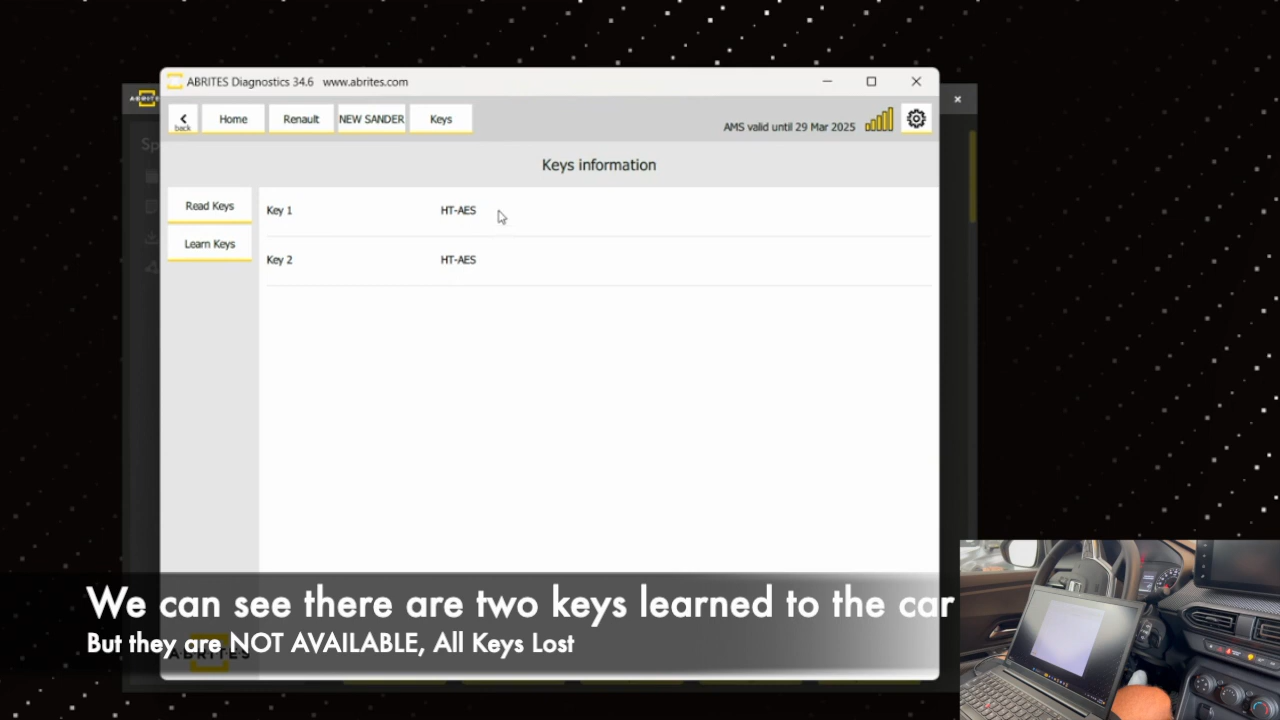 ABRITES Diagnostics 34.6 www.abrites.com
back
Home
Renault
NEW SANDER
Keys
AMS valid until 29 Mar 2025
Keys information
Read Keys
Learn Keys
Key 1 HT-AES
Key 2 HT-AES
We can see there are two keys learned to the car
But they are NOT AVAILABLE, All Keys Lost
ABRITES